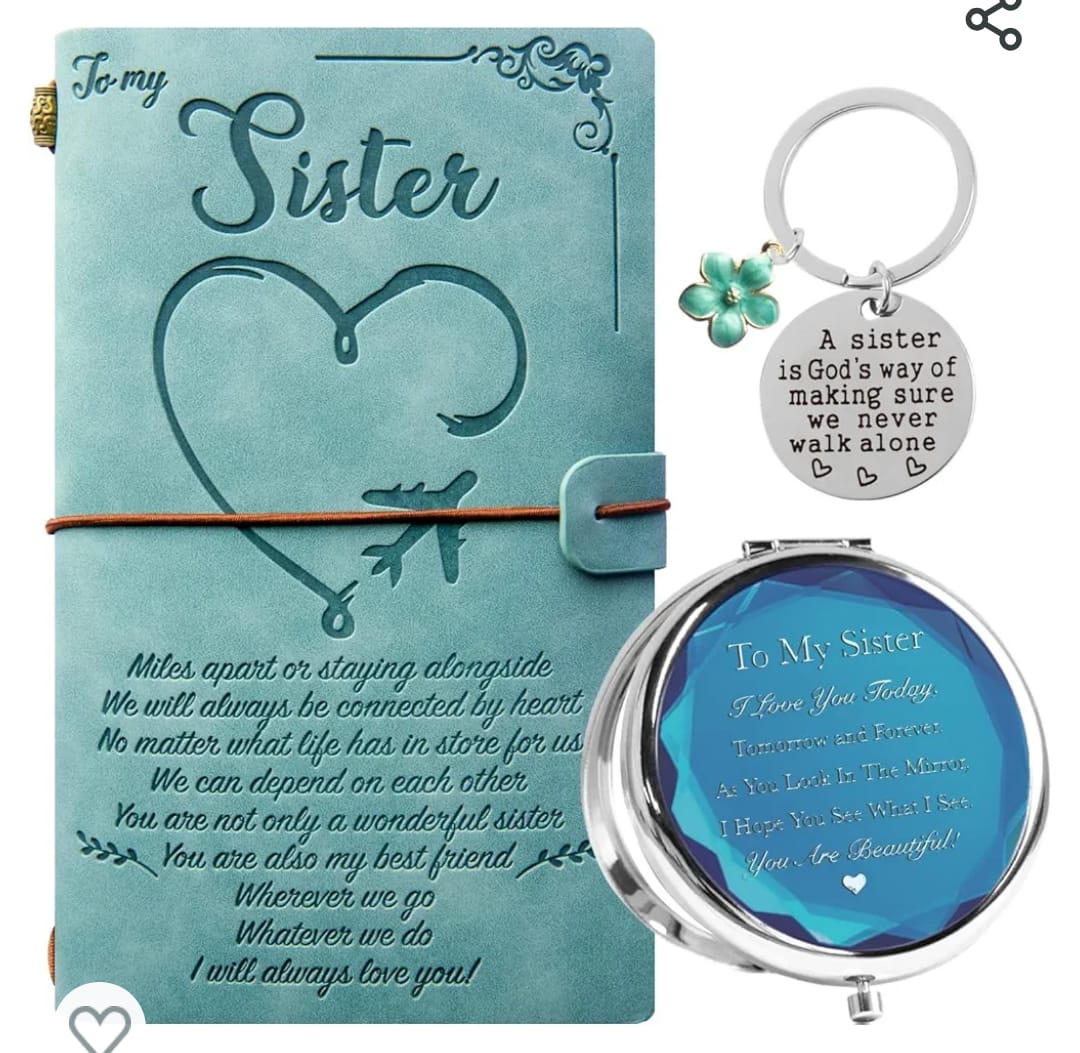 To my
Sister
Miles apart or staying alongside
We will always be connected by heart
No matter what life has in store for us
We can depend on each other
You are not only a wonderful sister
You are also my best friend
Wherever we go
Whatever we do
I will always love you!
A sister
is God's way of
making sure
we never
walk alone
To My Sister
I Love You Today,
Tomorrow and Forever.
As You Look In The Mirror,
I Hope You See What I See.
You Are Beautiful!